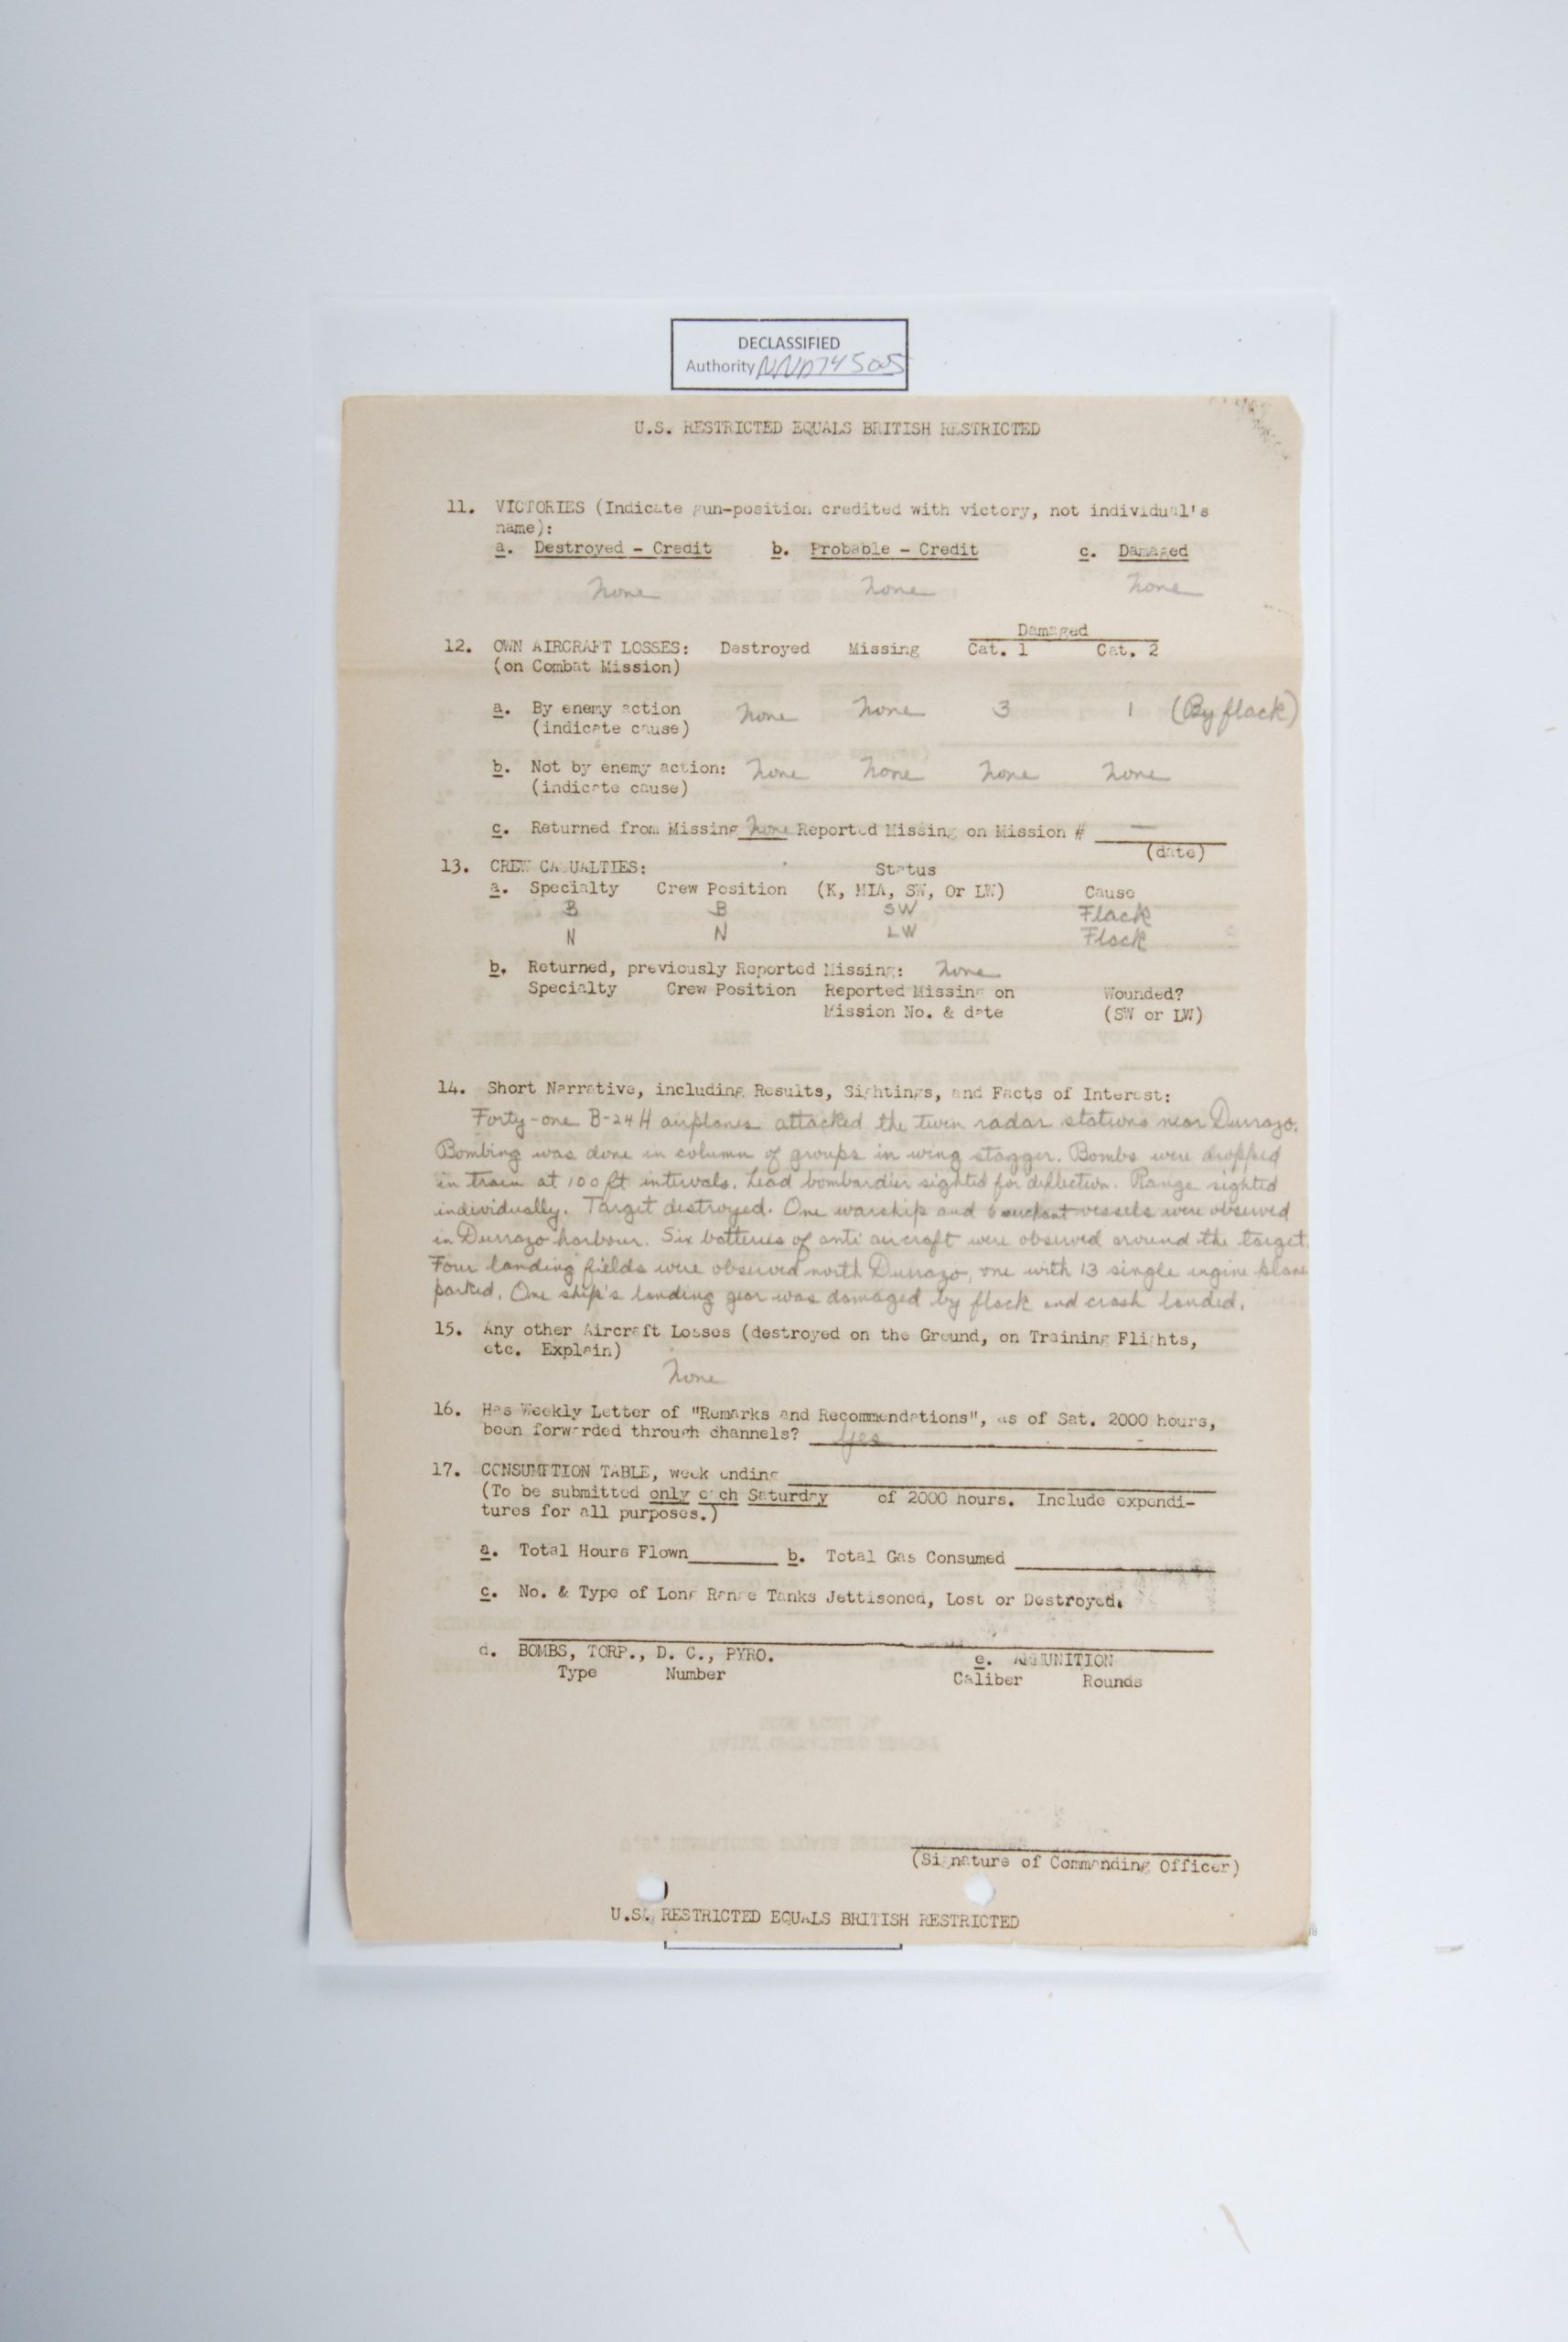 DECLASSIFIED
Authority NND745005
U.S. RESTRICTED EQUALS BRITISH RESTRICTED
11. VICTORIES (Indicate gun-position credited with victory, not individual's
name):
a. Destroyed - Credit b. Probable - Credit c. Damaged
None None None
Damaged
12. OWN AIRCRAFT LOSSES: Destroyed Missing Cat. 1 Cat. 2
(on Combat Mission)
a. By enemy action None None 3 1 (By flack)
(indicate cause)
b. Not by enemy action: None None None None
(indicate cause)
c. Returned from Missing None Reported Missing on Mission # —
(date)
13. CREW CASUALTIES: Status
a. Specialty Crew Position (K, MIA, SW, Or LW) Cause
B B SW Flack
N N LW Flack
b. Returned, previously Reported Missing: None
Specialty Crew Position Reported Missing on Wounded?
Mission No. & date (SW or LW)
14. Short Narrative, including Results, Sightings, and Facts of Interest:
Forty-one B-24H airplanes attacked the twin radar stations near Durrazo.
Bombing was done in column of groups in wing stagger. Bombs were dropped
in train at 100 ft intervals. Lead bombardier sighted for deflection. Range sighted
individually. Target destroyed. One warship and 6 merchant vessels were observed
in Durrazo harbour. Six batteries of anti aircraft were observed around the target.
Four landing fields were observed north Durrazo, one with 13 single engine plane
parked. One ship's landing gear was damaged by flack and crash landed.
15. Any other Aircraft Losses (destroyed on the Ground, on Training Flights,
etc. Explain)
None
16. Has Weekly Letter of "Remarks and Recommendations", as of Sat. 2000 hours,
been forwarded through channels? Yes
17. CONSUMPTION TABLE, week ending
(To be submitted only each Saturday of 2000 hours. Include expendi-
tures for all purposes.)
a. Total Hours Flown b. Total Gas Consumed
c. No. & Type of Long Range Tanks Jettisoned, Lost or Destroyed.
d. BOMBS, TORP., D. C., PYRO. e. AMMUNITION
Type Number Caliber Rounds
(Signature of Commanding Officer)
U.S. RESTRICTED EQUALS BRITISH RESTRICTED